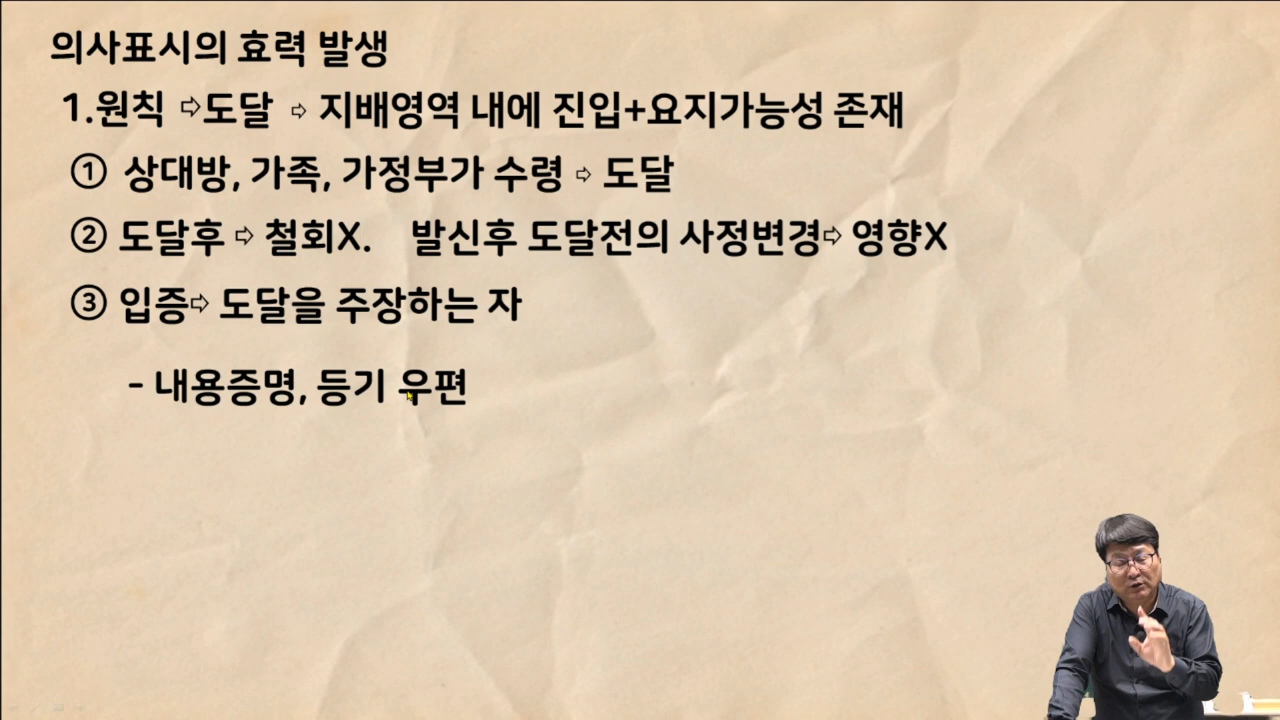 의사표시의 효력 발생
1.원칙 ⇨도달 ⇨ 지배영역 내에 진입+요지가능성 존재
① 상대방, 가족, 가정부가 수령 ⇨ 도달
② 도달후 ⇨ 철회X. 발신후 도달전의 사정변경⇨ 영향X
③ 입증⇨ 도달을 주장하는 자
- 내용증명, 등기 우편